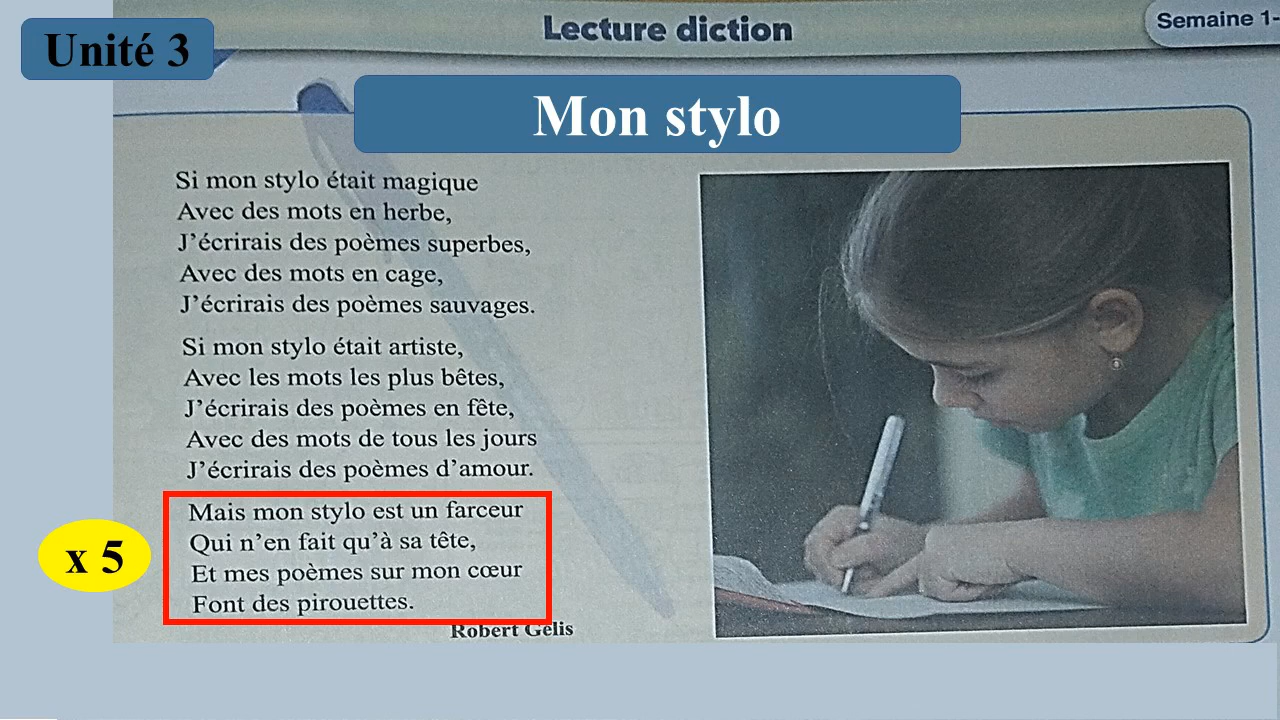 Unité 3
Lecture diction
Semaine 1-
Mon stylo
Si mon stylo était magique
Avec des mots en herbe,
J'écrirais des poèmes superbes,
Avec des mots en cage,
J'écrirais des poèmes sauvages.
Si mon stylo était artiste,
Avec les mots les plus bêtes,
J'écrirais des poèmes en fête,
Avec des mots de tous les jours
J'écrirais des poèmes d'amour.
Mais mon stylo est un farceur
Qui n'en fait qu'à sa tête,
Et mes poèmes sur mon cœur
Font des pirouettes.
x 5
Robert Gélis